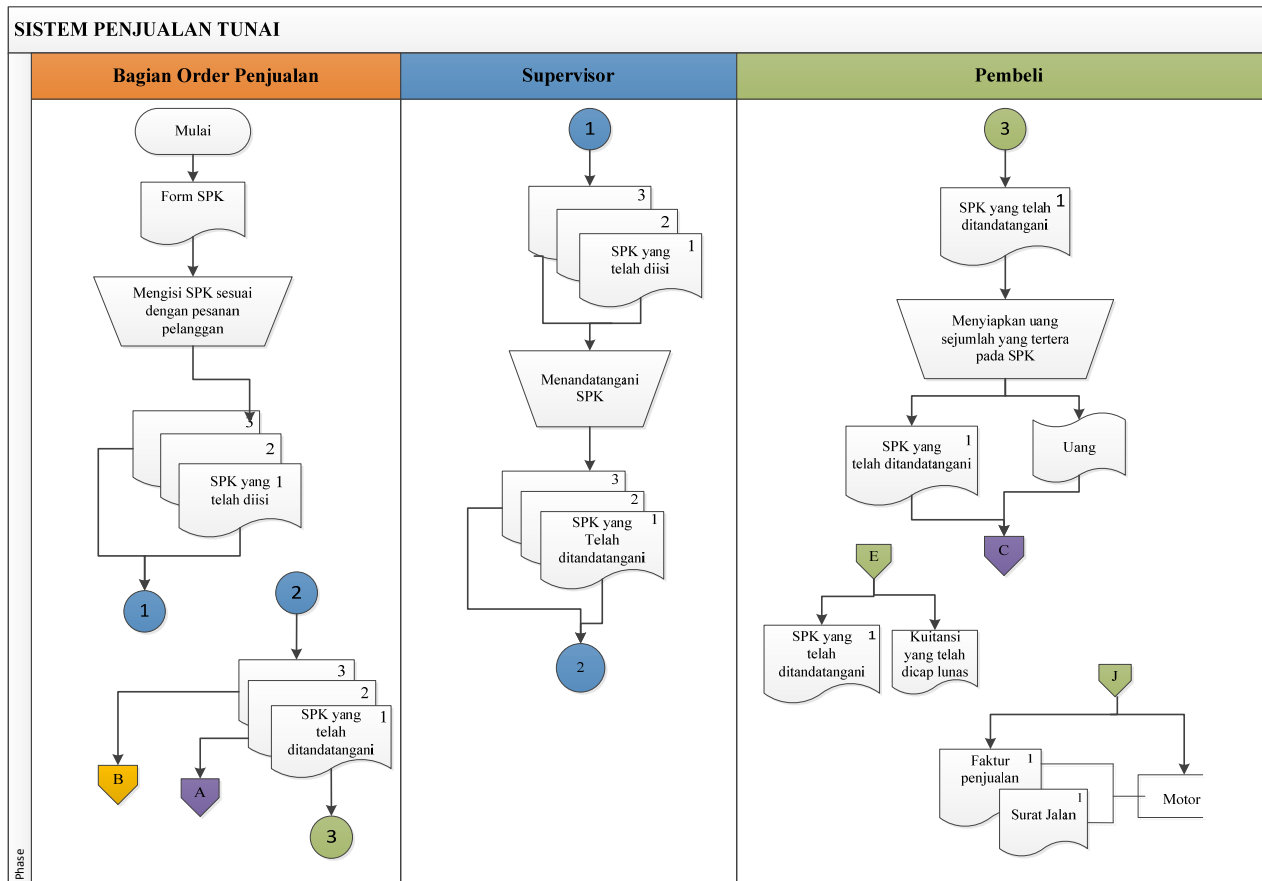 SISTEM PENJUALAN TUNAI
Phase
Bagian Order Penjualan
Mulai
Form SPK
Mengisi SPK sesuai
dengan pesanan
pelanggan
3
2
SPK yang 1
telah diisi
1
2
3
2
SPK yang 1
telah
ditandatangani
B
A
3
Supervisor
1
3
2
SPK yang 1
telah diisi
Menandatangani
SPK
3
2
SPK yang 1
Telah
ditandatangani
2
Pembeli
3
SPK yang telah 1
ditandatangani
Menyiapkan uang
sejumlah yang tertera
pada SPK
SPK yang 1
telah ditandatangani
Uang
C
E
SPK yang 1
telah
ditandatangani
Kuitansi
yang telah
dicap lunas
J
Faktur 1
penjualan
1
Surat Jalan
Motor